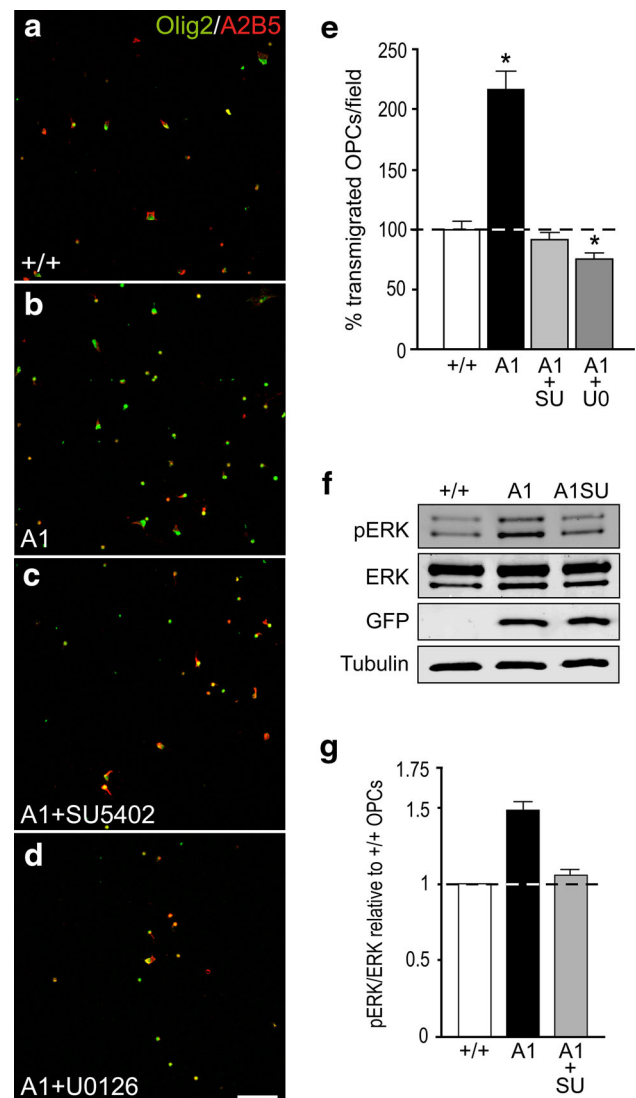 a
Olig2/A2B5
+/+
b
A1
c
A1+SU5402
d
A1+U0126
e
% transmigrated OPCs/field
250
200
150
100
50
0
+/+ A1 A1 + SU A1 + U0
*
*
f
+/+ A1 A1SU
pERK
ERK
GFP
Tubulin
g
pERK/ERK relative to +/+ OPCs
1.75
1.5
1
0.5
0
+/+ A1 A1 + SU